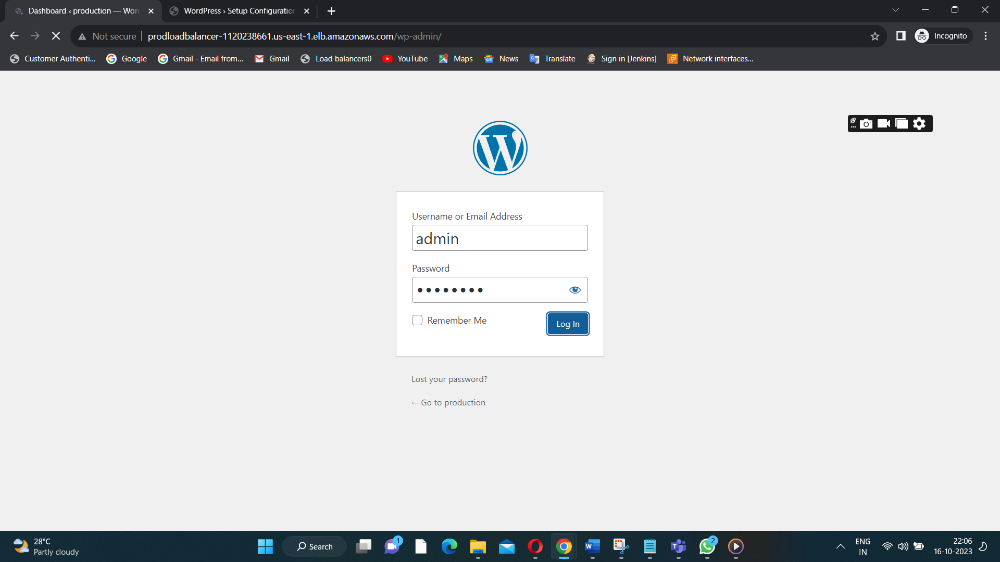 Dashboard ‹ production — Wor
WordPress › Setup Configuration
Not secure
prodloadbalancer-1120238661.us-east-1.elb.amazonaws.com/wp-admin/
Incognito
Customer Authenti...
Google
Gmail - Email from...
Gmail
Load balancers0
YouTube
Maps
News
Translate
Sign in [Jenkins]
Network interfaces...
Username or Email Address
admin
Password
Remember Me
Log In
Lost your password?
← Go to production
28°C
Partly cloudy
Search
1
2
ENG
IN
22:06
16-10-2023